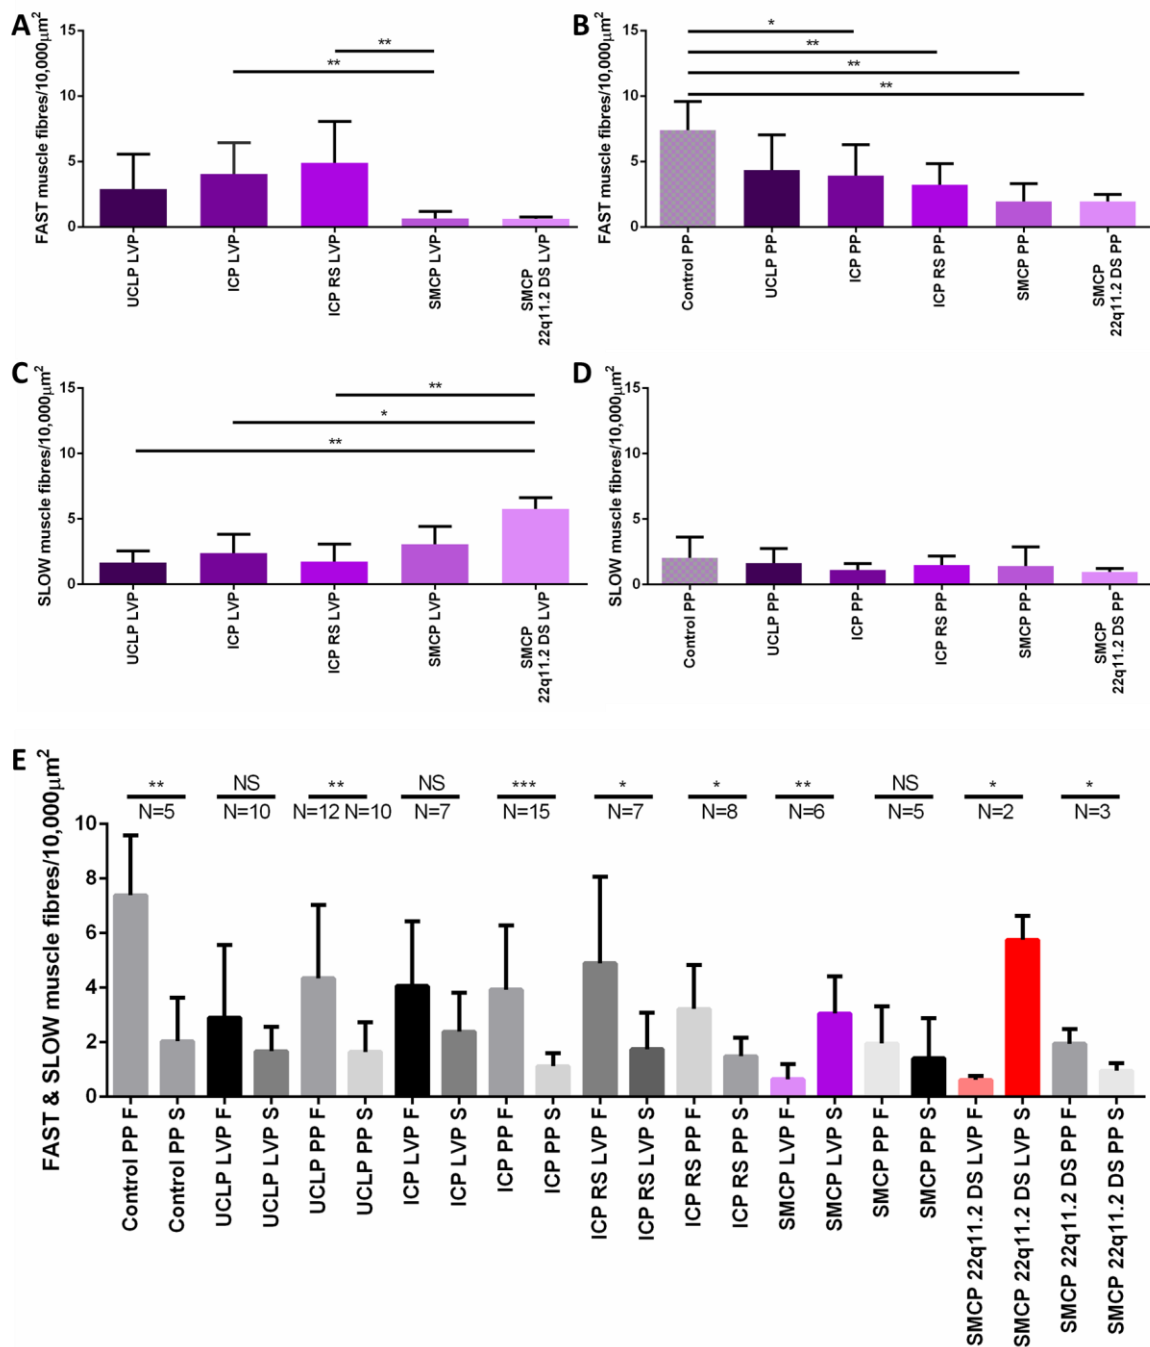 A
FAST muscle fibres/10,000μm²
15
10
5
0
**
**
UCLP LVP
ICP LVP
ICP RS LVP
SMCP LVP
SMCP
22q11.2 DS LVP
B
FAST muscle fibres/10,000μm²
15
10
5
0
*
**
**
**
Control PP
UCLP PP
ICP PP
ICP RS PP
SMCP PP
SMCP
22q11.2 DS PP
C
SLOW muscle fibres/10,000μm²
15
10
5
0
**
*
**
UCLP LVP
ICP LVP
ICP RS LVP
SMCP LVP
SMCP
22q11.2 DS LVP
D
SLOW muscle fibres/10,000μm²
15
10
5
0
Control PP
UCLP PP
ICP PP
ICP RS PP
SMCP PP
SMCP
22q11.2 DS PP
E
FAST & SLOW muscle fibres/10,000μm²
** NS ** NS *** * * ** NS * *
N=5 N=10 N=12 N=10 N=7 N=15 N=7 N=8 N=6 N=5 N=2 N=3
10
8
6
4
2
0
Control PP F
Control PP S
UCLP LVP F
UCLP LVP S
UCLP PP F
UCLP PP S
ICP LVP F
ICP LVP S
ICP PP F
ICP PP S
ICP RS LVP F
ICP RS LVP S
ICP RS PP F
ICP RS PP S
SMCP LVP F
SMCP LVP S
SMCP PP F
SMCP PP S
SMCP 22q11.2 DS LVP F
SMCP 22q11.2 DS LVP S
SMCP 22q11.2 DS PP F
SMCP 22q11.2 DS PP S